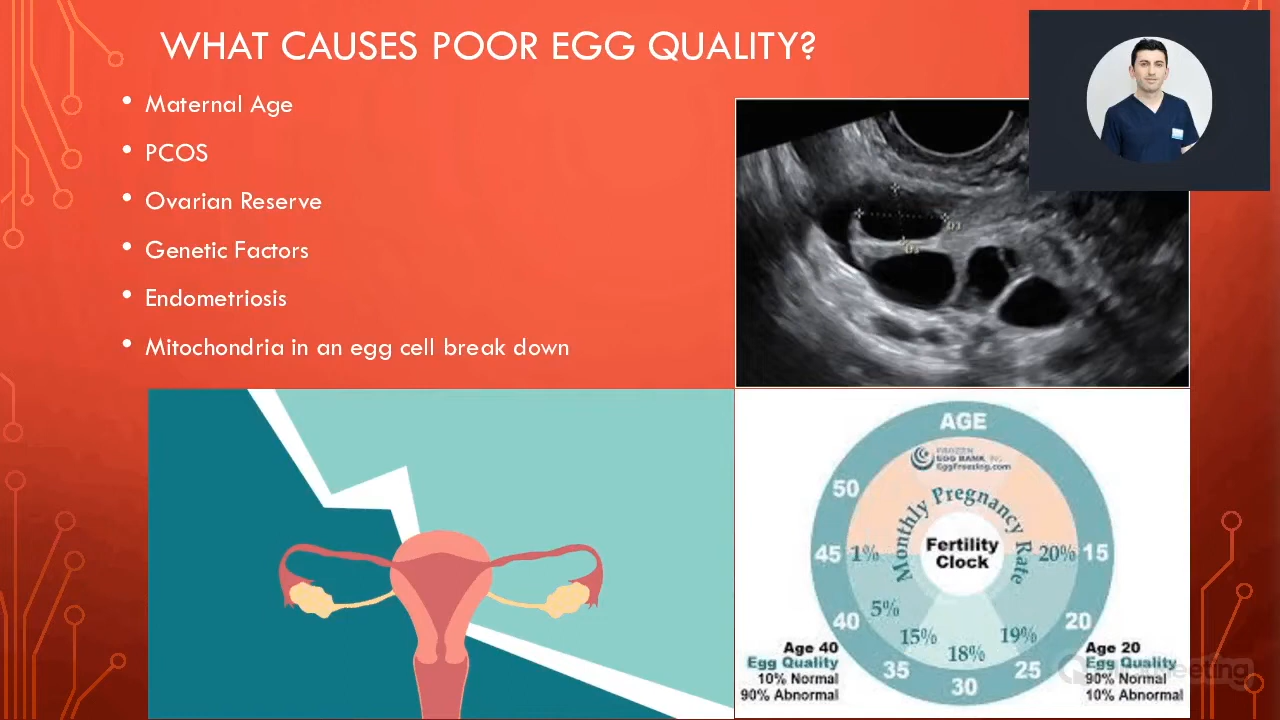 WHAT CAUSES POOR EGG QUALITY?
• Maternal Age
• PCOS
• Ovarian Reserve
• Genetic Factors
• Endometriosis
• Mitochondria in an egg cell break down
AGE
EGG BANK
EggFreezing.com
Monthly Pregnancy Rate
Fertility
Clock
50
45
40
35
30
25
20
15
1%
5%
15%
18%
19%
20%
Age 40
Egg Quality
10% Normal
90% Abnormal
Age 20
Egg Quality
90% Normal
10% Abnormal